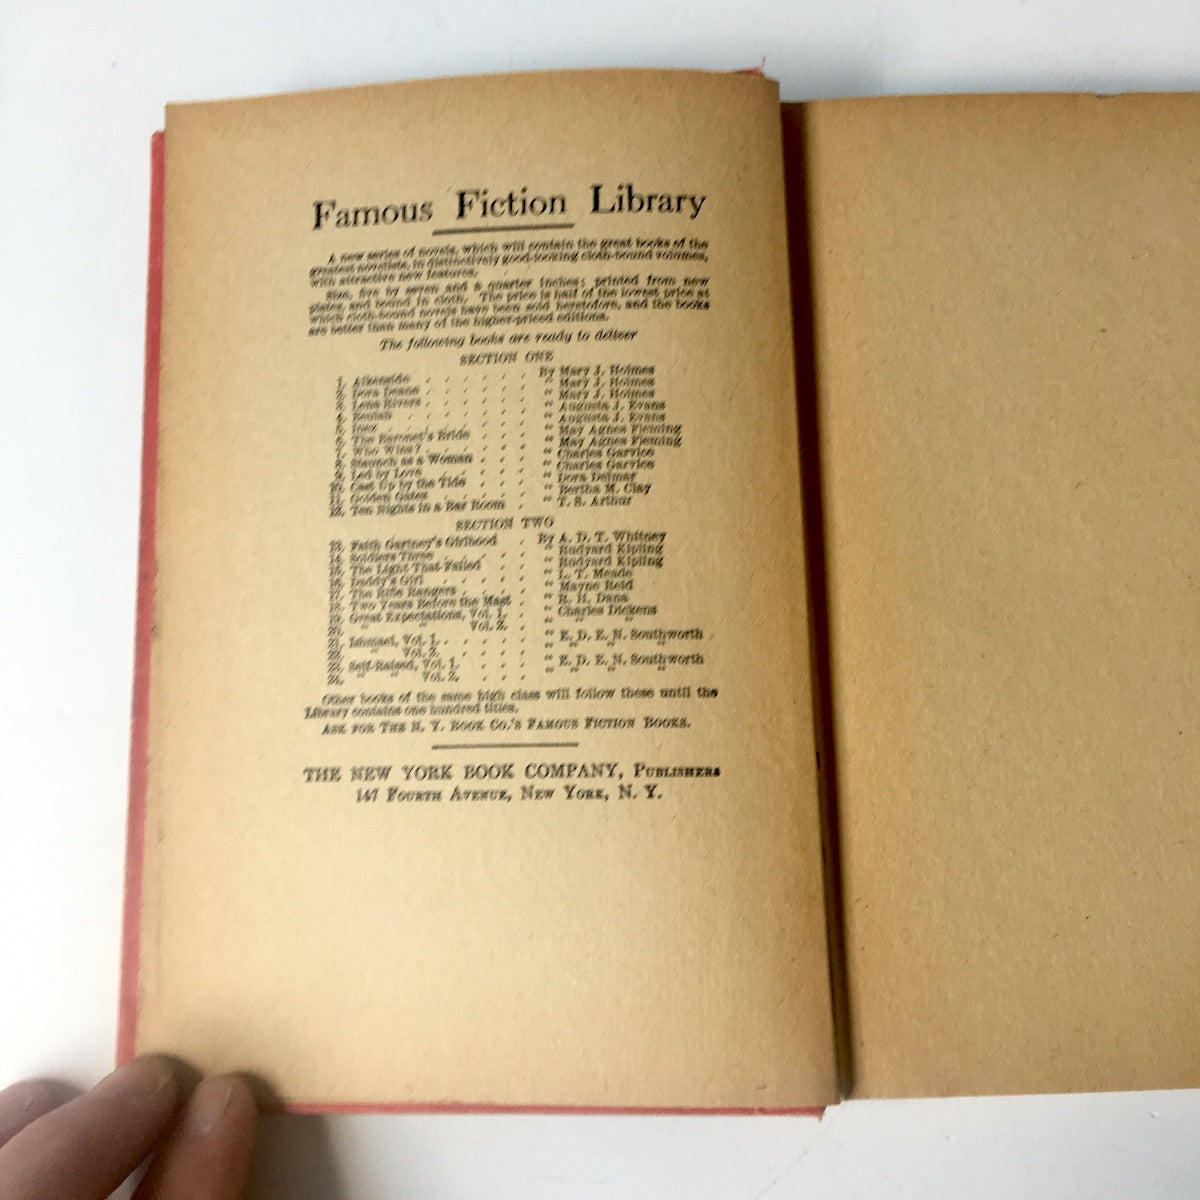 Famous Fiction Library
A new series of novels, which will contain the great books of the
greatest novelists, in distinctively good-looking cloth-bound volumes,
with attractive new features.
Size, five by seven and a quarter inches; printed from new
plates, and bound in cloth. The price is half of the lowest price at
which cloth-bound novels have been sold heretofore, and the books
are better than many of the higher-priced editions.
The following books are ready to deliver
SECTION ONE
1. Aikenside . . . . . . By Mary J. Holmes
2. Dora Deane . . . . . . " Mary J. Holmes
3. Lena Rivers . . . . . . " Mary J. Holmes
4. Beulah . . . . . . " Augusta J. Evans
5. Inez . . . . . . " Augusta J. Evans
6. The Baronet's Bride . . . " May Agnes Fleming
7. Who Wins? . . . . . " May Agnes Fleming
8. Staunch as a Woman . . . " Charles Garvice
9. Led by Love . . . . . " Charles Garvice
10. Cast Up by the Tide . . . " Dora Delmar
11. Golden Gates . . . . . " Bertha M. Clay
12. Ten Nights in a Bar Room . " T. S. Arthur
SECTION TWO
13. Faith Gartney's Girlhood . By A. D. T. Whitney
14. Soldiers Three . . . . . " Rudyard Kipling
15. The Light That Failed . . " Rudyard Kipling
16. Daddy's Girl . . . . . " L. T. Meade
17. The Rifle Rangers . . . . " Mayne Reid
18. Two Years Before the Mast . " R. H. Dana
19. Great Expectations, Vol. 1. . " Charles Dickens
20. " " Vol. 2. . " " "
21. Ishmael, Vol. 1. . . . . . " E. D. E. N. Southworth
22. " Vol. 2. . . . . . " " " "
23. Self-Raised, Vol. 1. . . . " E. D. E. N. Southworth
24. " " Vol. 2. . . . " " " "
Other books of the same high class will follow these until the
Library contains one hundred titles.
ASK FOR THE N. Y. BOOK CO.'S FAMOUS FICTION BOOKS.
THE NEW YORK BOOK COMPANY, PUBLISHERS
147 FOURTH AVENUE, NEW YORK, N. Y.